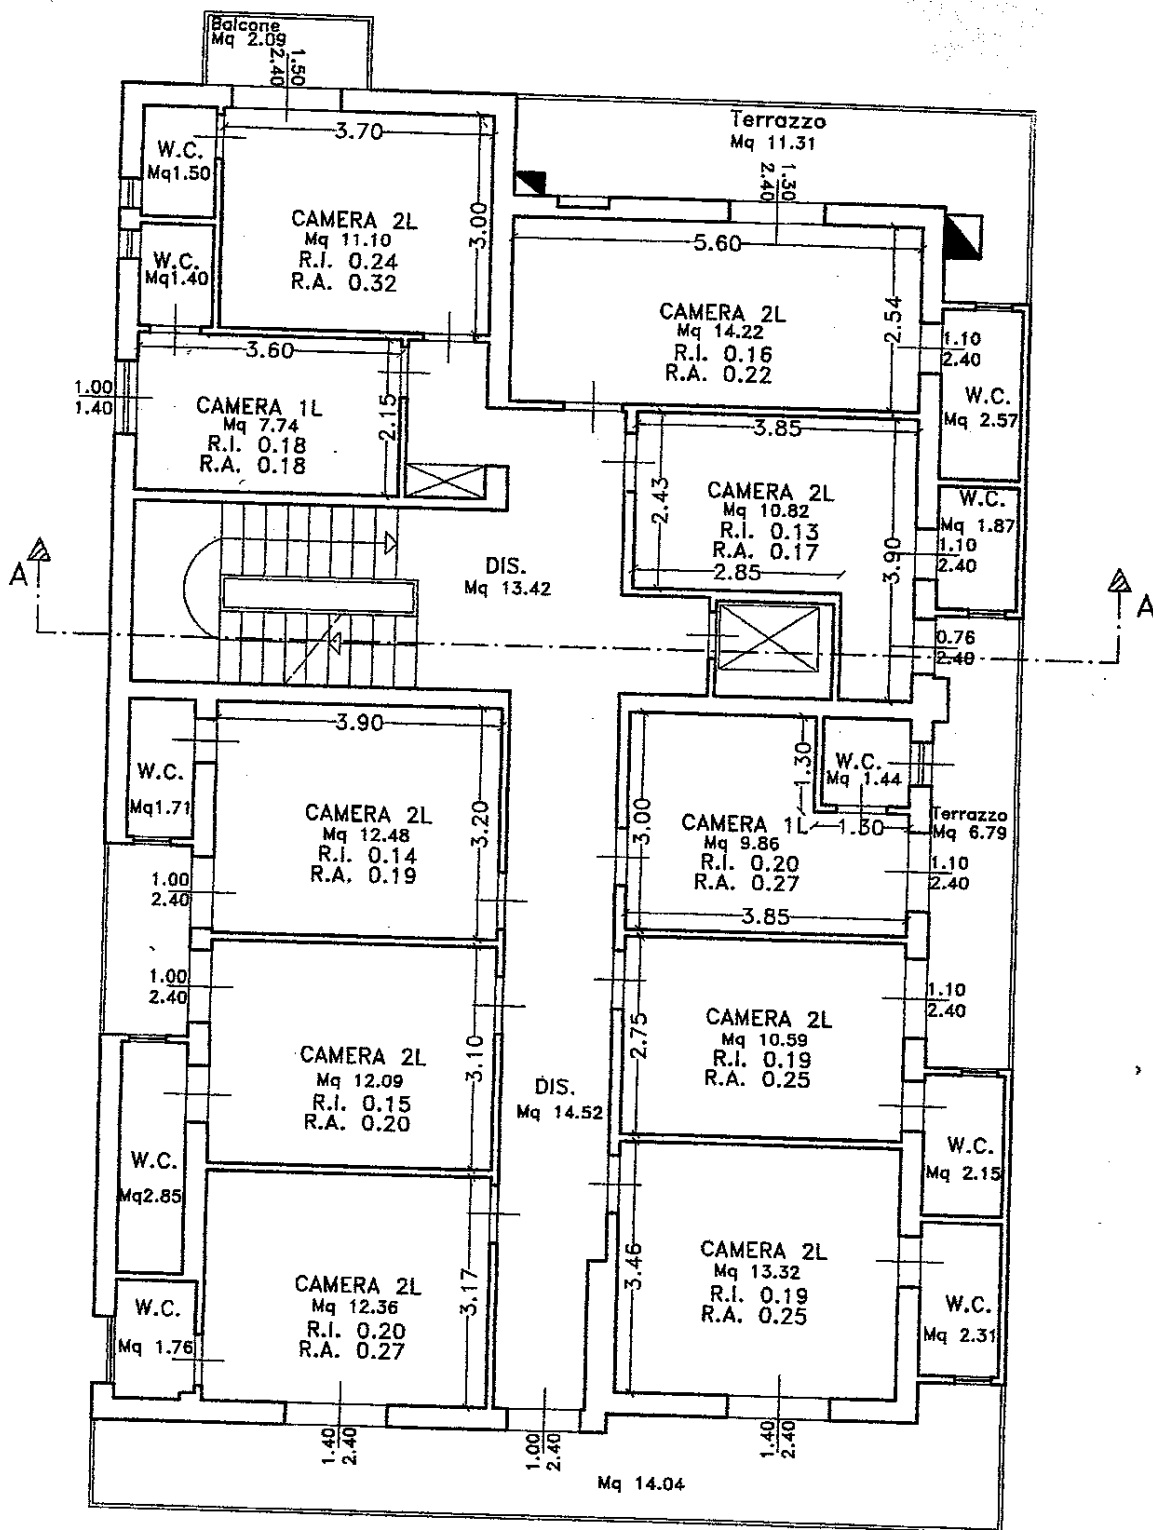 Balcone
Mq 2.09
1.50
2.40
Terrazzo
Mq 11.31
1.30
2.40
W.C.
Mq1.50
3.70
CAMERA 2L
Mq 11.10
R.I. 0.24
R.A. 0.32
3.00
5.60
CAMERA 2L
Mq 14.22
R.I. 0.16
R.A. 0.22
2.54
W.C.
Mq1.40
1.10
2.40
W.C.
Mq 2.57
3.60
1.00
1.40
CAMERA 1L
Mq 7.74
R.I. 0.18
R.A. 0.18
2.15
3.85
2.43
CAMERA 2L
Mq 10.82
R.I. 0.13
R.A. 0.17
2.85
3.90
W.C.
Mq 1.87
1.10
2.40
A
DIS.
Mq 13.42
A
0.76
2.40
3.90
W.C.
Mq1.71
CAMERA 2L
Mq 12.48
R.I. 0.14
R.A. 0.19
3.20
1.30
W.C.
Mq 1.44
3.00
CAMERA 1L
Mq 9.86
R.I. 0.20
R.A. 0.27
1.30
Terrazzo
Mq 6.79
1.10
2.40
3.85
1.00
2.40
1.00
2.40
CAMERA 2L
Mq 12.09
R.I. 0.15
R.A. 0.20
3.10
2.75
CAMERA 2L
Mq 10.59
R.I. 0.19
R.A. 0.25
1.10
2.40
DIS.
Mq 14.52
W.C.
Mq2.85
W.C.
Mq 2.15
CAMERA 2L
Mq 12.36
R.I. 0.20
R.A. 0.27
3.17
3.46
CAMERA 2L
Mq 13.32
R.I. 0.19
R.A. 0.25
W.C.
Mq 1.76
W.C.
Mq 2.31
1.40
2.40
1.00
2.40
1.40
2.40
Mq 14.04